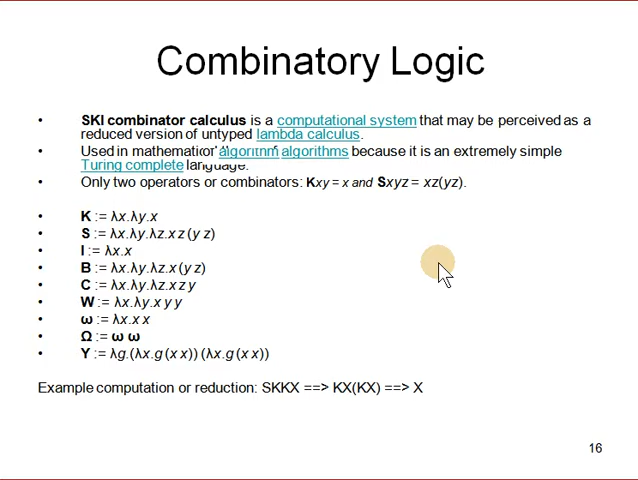 Combinatory Logic
• SKI combinator calculus is a computational system that may be perceived as a
reduced version of untyped lambda calculus.
• Used in algorithms because it is an extremely simple
Turing complete language.
• Only two operators or combinators: Kxy = x and Sxyz = xz(yz).
• K := λx.λy.x
• S := λx.λy.λz.x z (y z)
• I := λx.x
• B := λx.λy.λz.x (y z)
• C := λx.λy.λz.x z y
• W := λx.λy.x y y
• ω := λx.x x
• Ω := ω ω
• Y := λg.(λx.g (x x)) (λx.g (x x))
Example computation or reduction: SKKX ==> KX(KX) ==> X
16